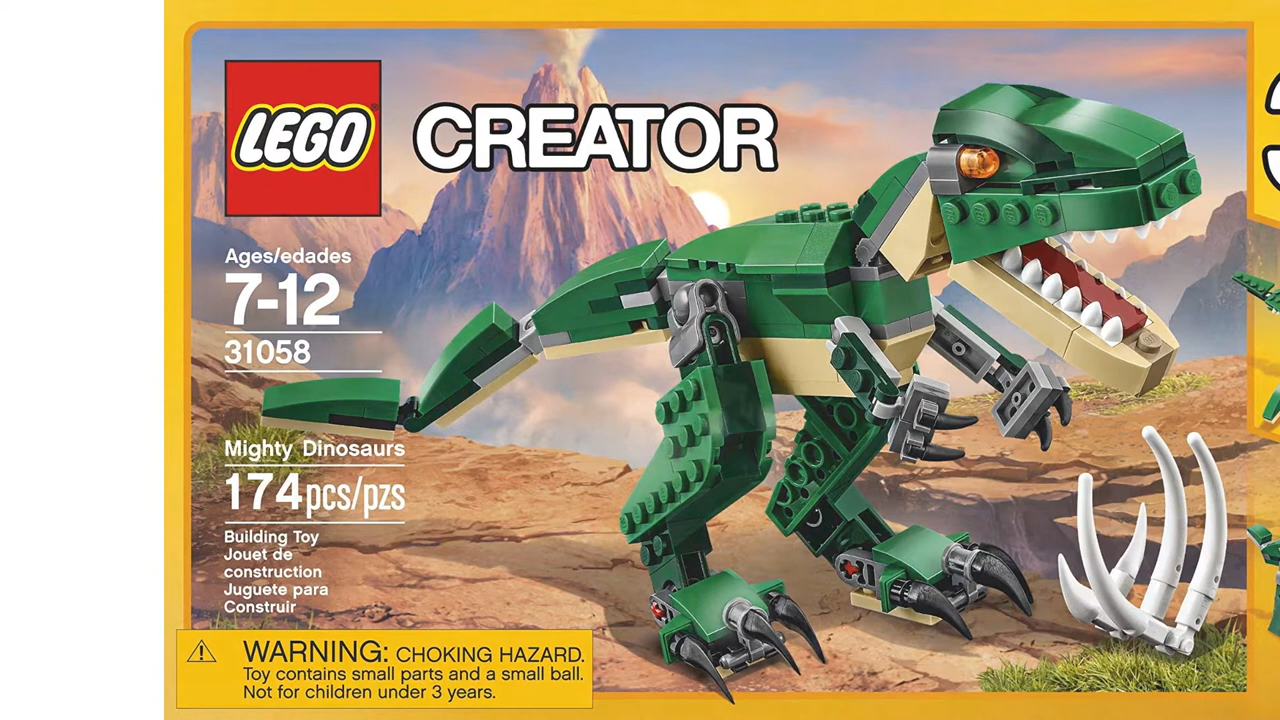 LEGO
CREATOR
Ages/edades
7-12
31058
Mighty Dinosaurs
174pcs/pzs
Building Toy
Jouet de
construction
Juguete para
Construir
WARNING: CHOKING HAZARD.
Toy contains small parts and a small ball.
Not for children under 3 years.